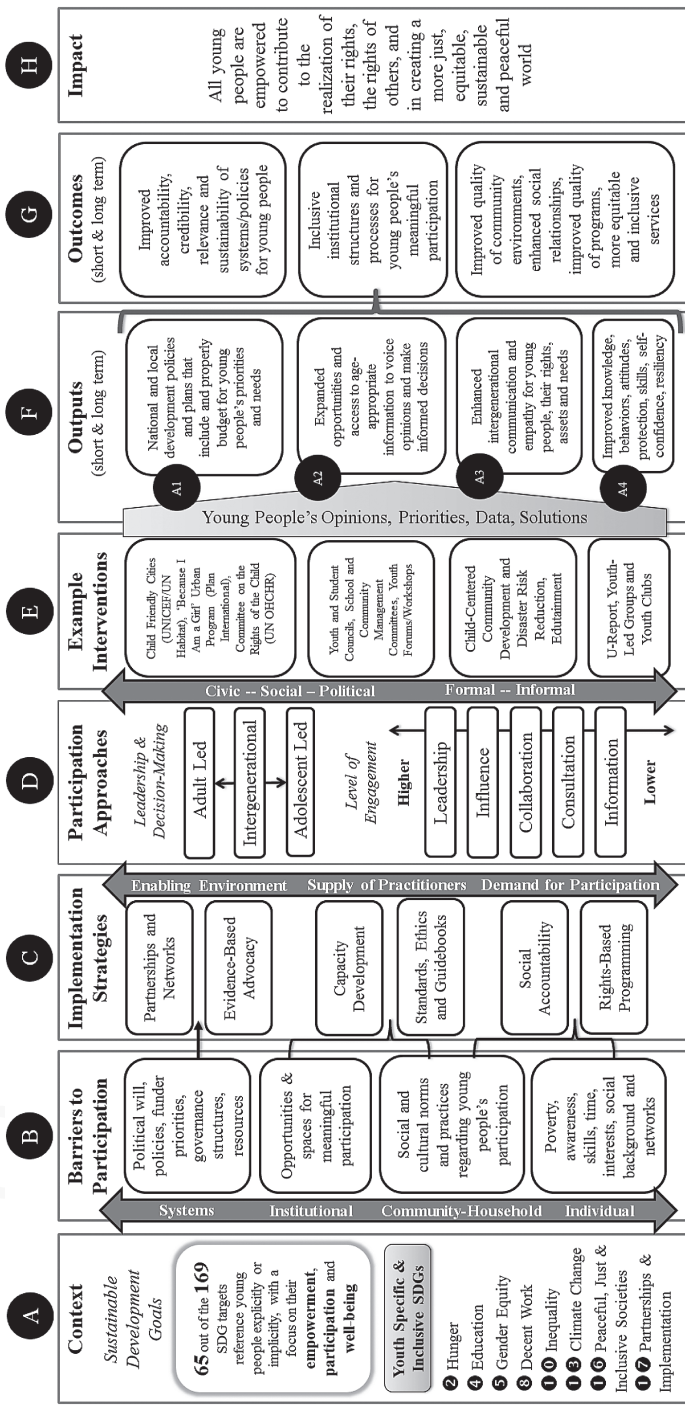 A
Context
Sustainable
Development
Goals
65 out of the 169
SDG targets
reference young
people explicitly or
implicitly, with a
focus on their
empowerment,
participation and
well-being
Youth Specific &
Inclusive SDGs
2 Hunger
4 Education
5 Gender Equity
8 Decent Work
10 Inequality
13 Climate Change
16 Peaceful, Just &
Inclusive Societies
17 Partnerships &
Implementation
B
Barriers to
Participation
Systems
Institutional
Community-Household
Individual
Political will,
policies, funder
priorities,
governance
structures,
resources
Opportunities &
spaces for
meaningful
participation
Social and
cultural norms
and practices
regarding young
people's
participation
Poverty,
awareness,
skills, time,
interests, social
background and
networks
C
Implementation
Strategies
Partnerships and
Networks
Evidence-Based
Advocacy
Capacity
Development
Standards, Ethics
and Guidebooks
Social
Accountability
Rights-Based
Programming
Enabling Environment
Supply of Practitioners
Demand for Participation
D
Participation
Approaches
Leadership &
Decision-Making
Adult Led
Intergenerational
Adolescent Led
Level of
Engagement
Higher
Leadership
Influence
Collaboration
Consultation
Information
Lower
Civic -- Social – Political
Formal -- Informal
E
Example
Interventions
Child Friendly Cities
(UNICEF/UN
Habitat), 'Because I
Am a Girl' Urban
Program (Plan
International),
Committee on the
Rights of the Child
(UN OHCHR)
Youth and Student
Councils, School and
Community
Management
Committees, Youth
Forums/Workshops
Child-Centered
Community
Development and
Disaster Risk
Reduction,
Edutainment
U-Report, Youth-
Led Groups and
Youth Clubs
Young People's Opinions, Priorities, Data, Solutions
F
Outputs
(short & long term)
A1
National and local
development policies
and plans that
include and properly
budget for young
people's priorities
and needs
A2
Expanded
opportunities and
access to age-
appropriate
information to voice
opinions and make
informed decisions
A3
Enhanced
intergenerational
communication and
empathy for young
people, their rights,
assets and needs
A4
Improved knowledge,
behaviors, attitudes,
protection, skills, self-
confidence, resiliency
G
Outcomes
(short & long term)
Improved
accountability,
credibility,
relevance and
sustainability of
systems/policies
for young people
Inclusive
institutional
structures and
processes for
young people's
meaningful
participation
Improved quality
of community
environments,
enhanced social
relationships,
improved quality
of programs,
more equitable
and inclusive
services
H
Impact
All young
people are
empowered
to contribute
to the
realization of
their rights,
the rights of
others, and
in creating a
more just,
equitable,
sustainable
and peaceful
world